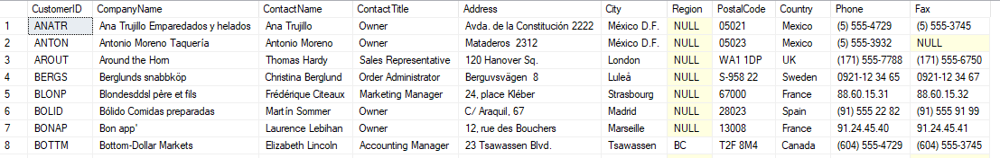 CustomerID CompanyName ContactName ContactTitle Address City Region PostalCode Country Phone Fax
1 ANATR Ana Trujillo Emparedados y helados Ana Trujillo Owner Avda. de la Constitución 2222 México D.F. NULL 05021 Mexico (5) 555-4729 (5) 555-3745
2 ANTON Antonio Moreno Taquería Antonio Moreno Owner Mataderos 2312 México D.F. NULL 05023 Mexico (5) 555-3932 NULL
3 AROUT Around the Horn Thomas Hardy Sales Representative 120 Hanover Sq. London NULL WA1 1DP UK (171) 555-7788 (171) 555-6750
4 BERGS Berglunds snabbköp Christina Berglund Order Administrator Berguvsvägen 8 Luleå NULL S-958 22 Sweden 0921-12 34 65 0921-12 34 67
5 BLONP Blondesddsl père et fils Frédérique Citeaux Marketing Manager 24, place Kléber Strasbourg NULL 67000 France 88.60.15.31 88.60.15.32
6 BOLID Bólido Comidas preparadas Martín Sommer Owner C/ Araquil, 67 Madrid NULL 28023 Spain (91) 555 22 82 (91) 555 91 99
7 BONAP Bon app' Laurence Lebihan Owner 12, rue des Bouchers Marseille NULL 13008 France 91.24.45.40 91.24.45.41
8 BOTTM Bottom-Dollar Markets Elizabeth Lincoln Accounting Manager 23 Tsawassen Blvd. Tsawassen BC T2F 8M4 Canada (604) 555-4729 (604) 555-3745